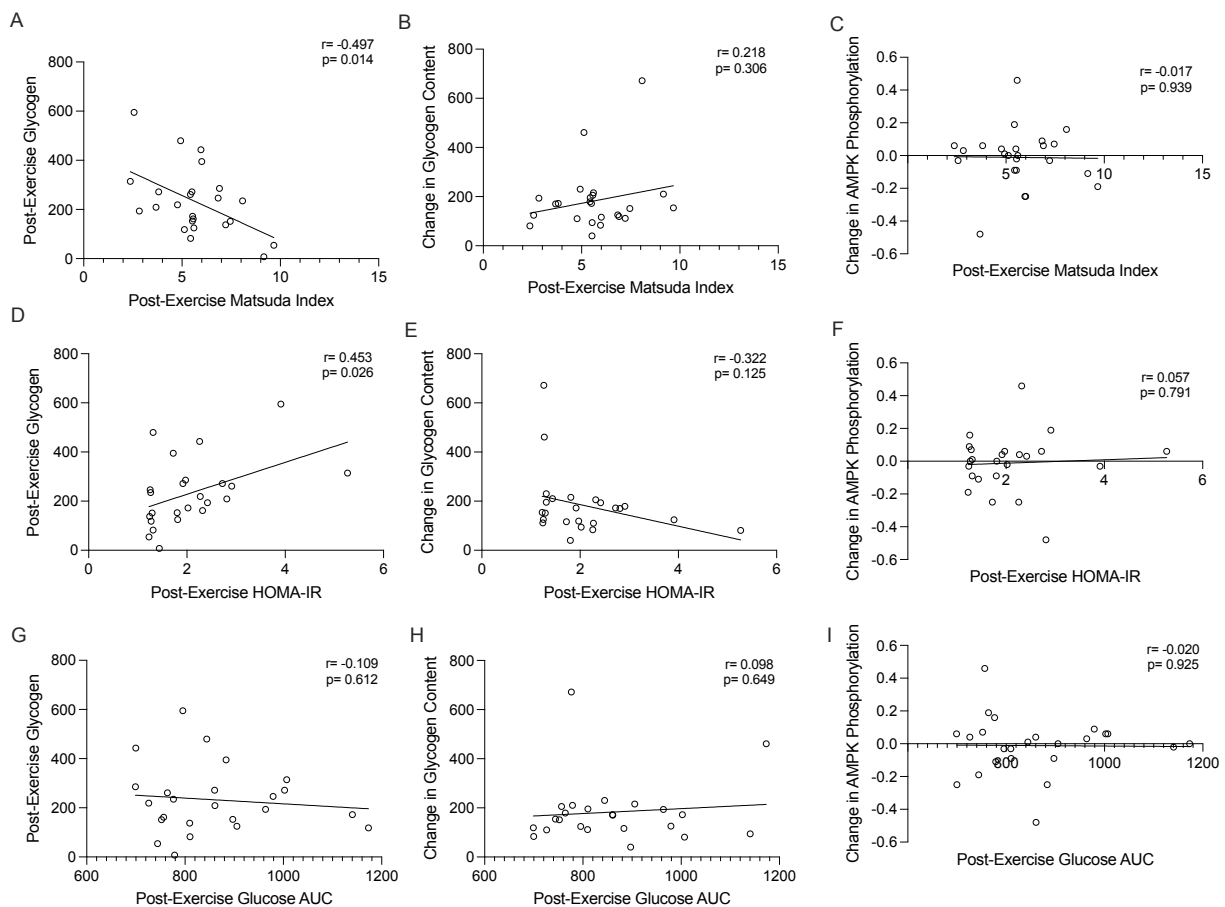 A
r= -0.497
p= 0.014
Post-Exercise Glycogen
800
600
400
200
0
0 5 10 15
Post-Exercise Matsuda Index
B
r= 0.218
p= 0.306
Change in Glycogen Content
800
600
400
200
0
0 5 10 15
Post-Exercise Matsuda Index
C
r= -0.017
p= 0.939
Change in AMPK Phosphorylation
0.6
0.4
0.2
0.0
-0.2
-0.4
-0.6
5 10 15
Post-Exercise Matsuda Index
D
r= 0.453
p= 0.026
Post-Exercise Glycogen
800
600
400
200
0
0 2 4 6
Post-Exercise HOMA-IR
E
r= -0.322
p= 0.125
Change in Glycogen Content
800
600
400
200
0
0 2 4 6
Post-Exercise HOMA-IR
F
r= 0.057
p= 0.791
Change in AMPK Phosphorylation
0.6
0.4
0.2
0.0
-0.2
-0.4
-0.6
2 4 6
Post-Exercise HOMA-IR
G
r= -0.109
p= 0.612
Post-Exercise Glycogen
800
600
400
200
0
600 800 1000 1200
Post-Exercise Glucose AUC
H
r= 0.098
p= 0.649
Change in Glycogen Content
800
600
400
200
0
600 800 1000 1200
Post-Exercise Glucose AUC
I
r= -0.020
p= 0.925
Change in AMPK Phosphorylation
0.6
0.4
0.2
0.0
-0.2
-0.4
-0.6
800 1000 1200
Post-Exercise Glucose AUC